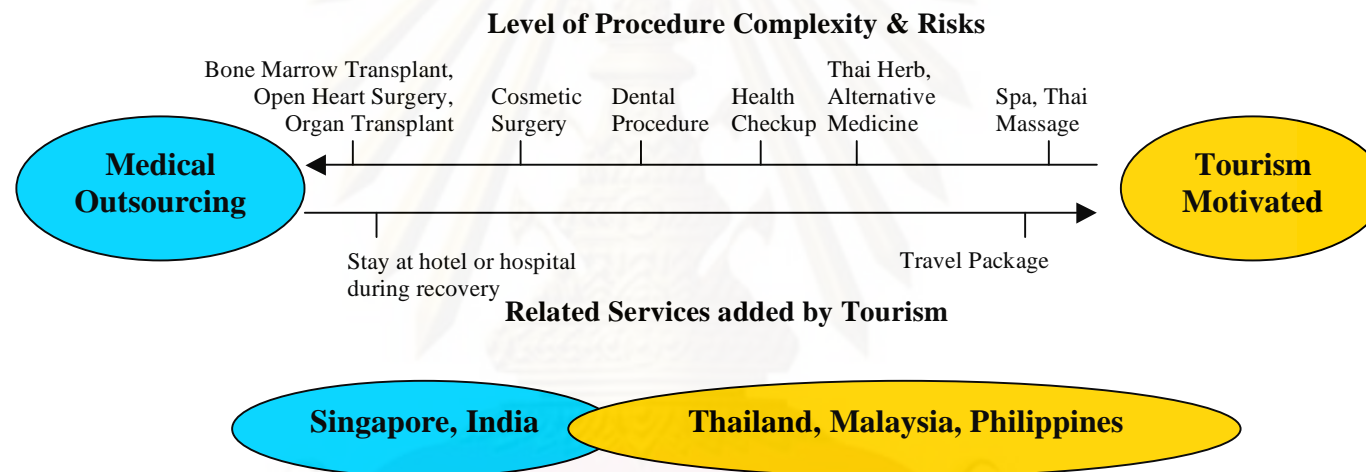 Level of Procedure Complexity & Risks
Bone Marrow Transplant,
Open Heart Surgery,
Organ Transplant
Cosmetic
Surgery
Dental
Procedure
Health
Checkup
Thai Herb,
Alternative
Medicine
Spa, Thai
Massage
Medical
Outsourcing
Tourism
Motivated
Stay at hotel or hospital
during recovery
Travel Package
Related Services added by Tourism
Singapore, India
Thailand, Malaysia, Philippines